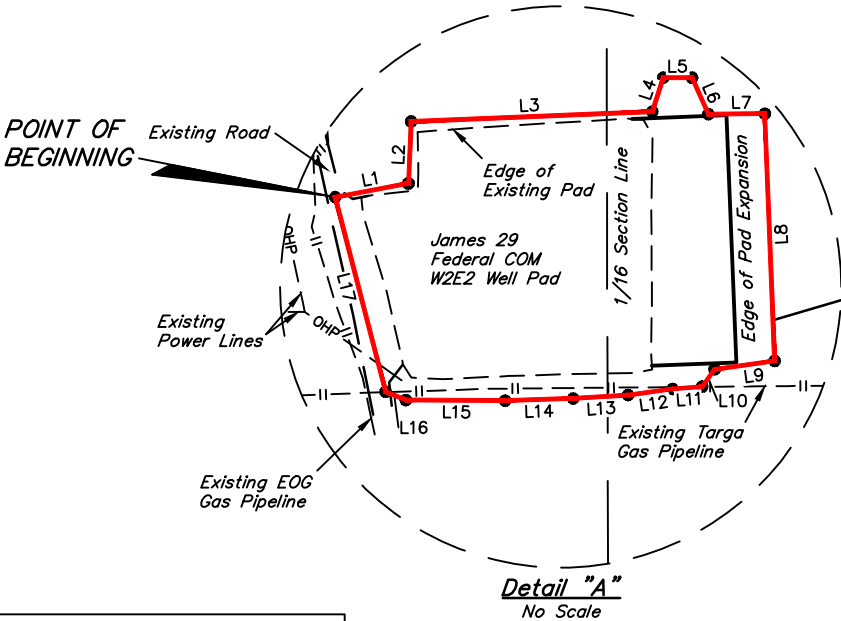 L5
L4
L6
L3
L7
POINT OF
BEGINNING
Existing Road
L2
L1
Edge of
Existing Pad
1/16 Section Line
Edge of Pad Expansion
James 29
Federal COM
W2E2 Well Pad
OHP
L17
L8
Existing
Power Lines
OHP
L9
L10
L11
L12
L13
L14
L15
L16
Existing Targa
Gas Pipeline
Existing EOG
Gas Pipeline
Detail "A"
No Scale